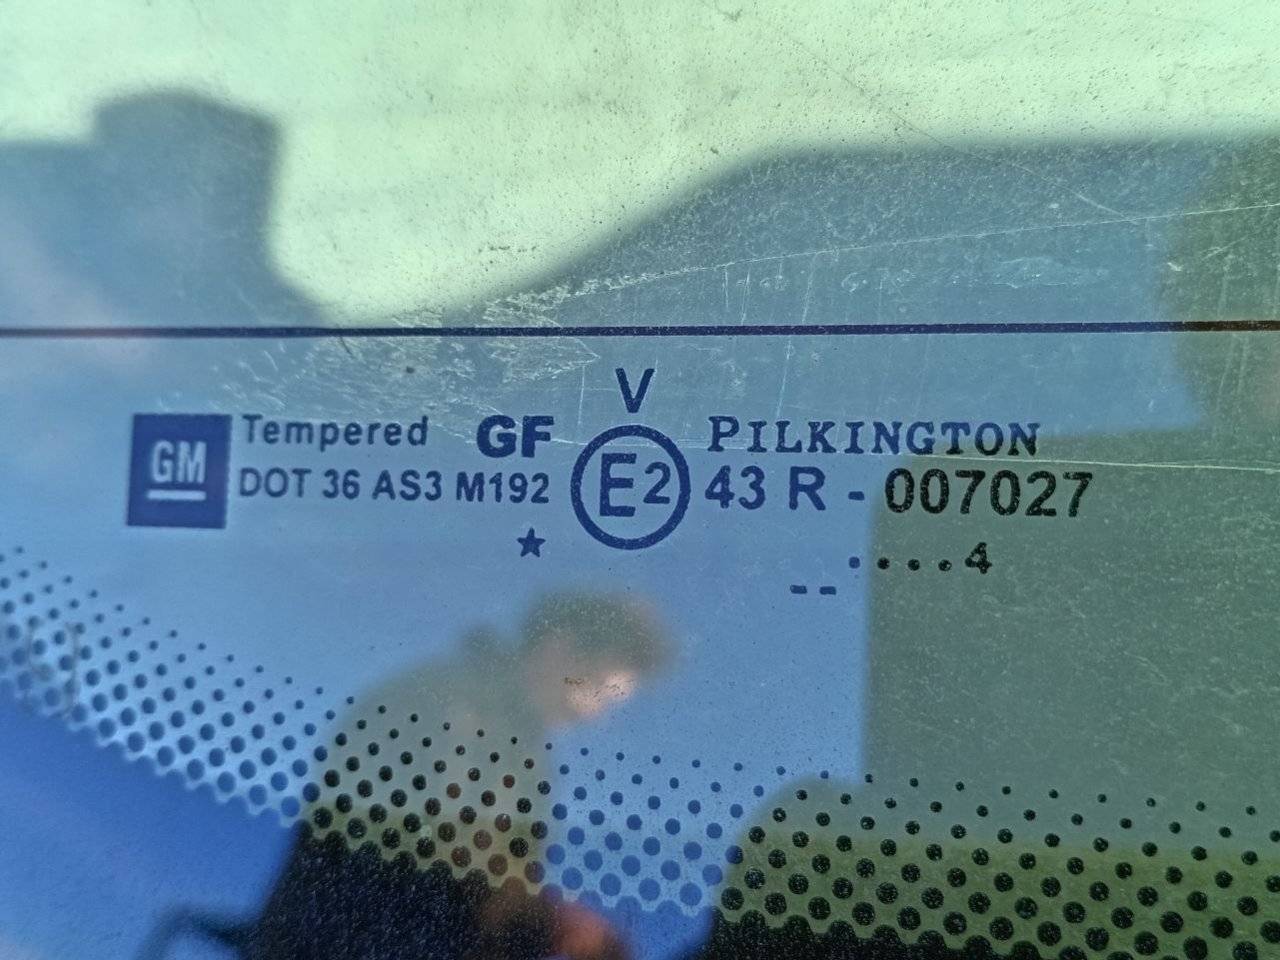 V
GM Tempered GF E2 PILKINGTON
DOT 36 AS3 M192 43 R - 007027
★ ....4
--